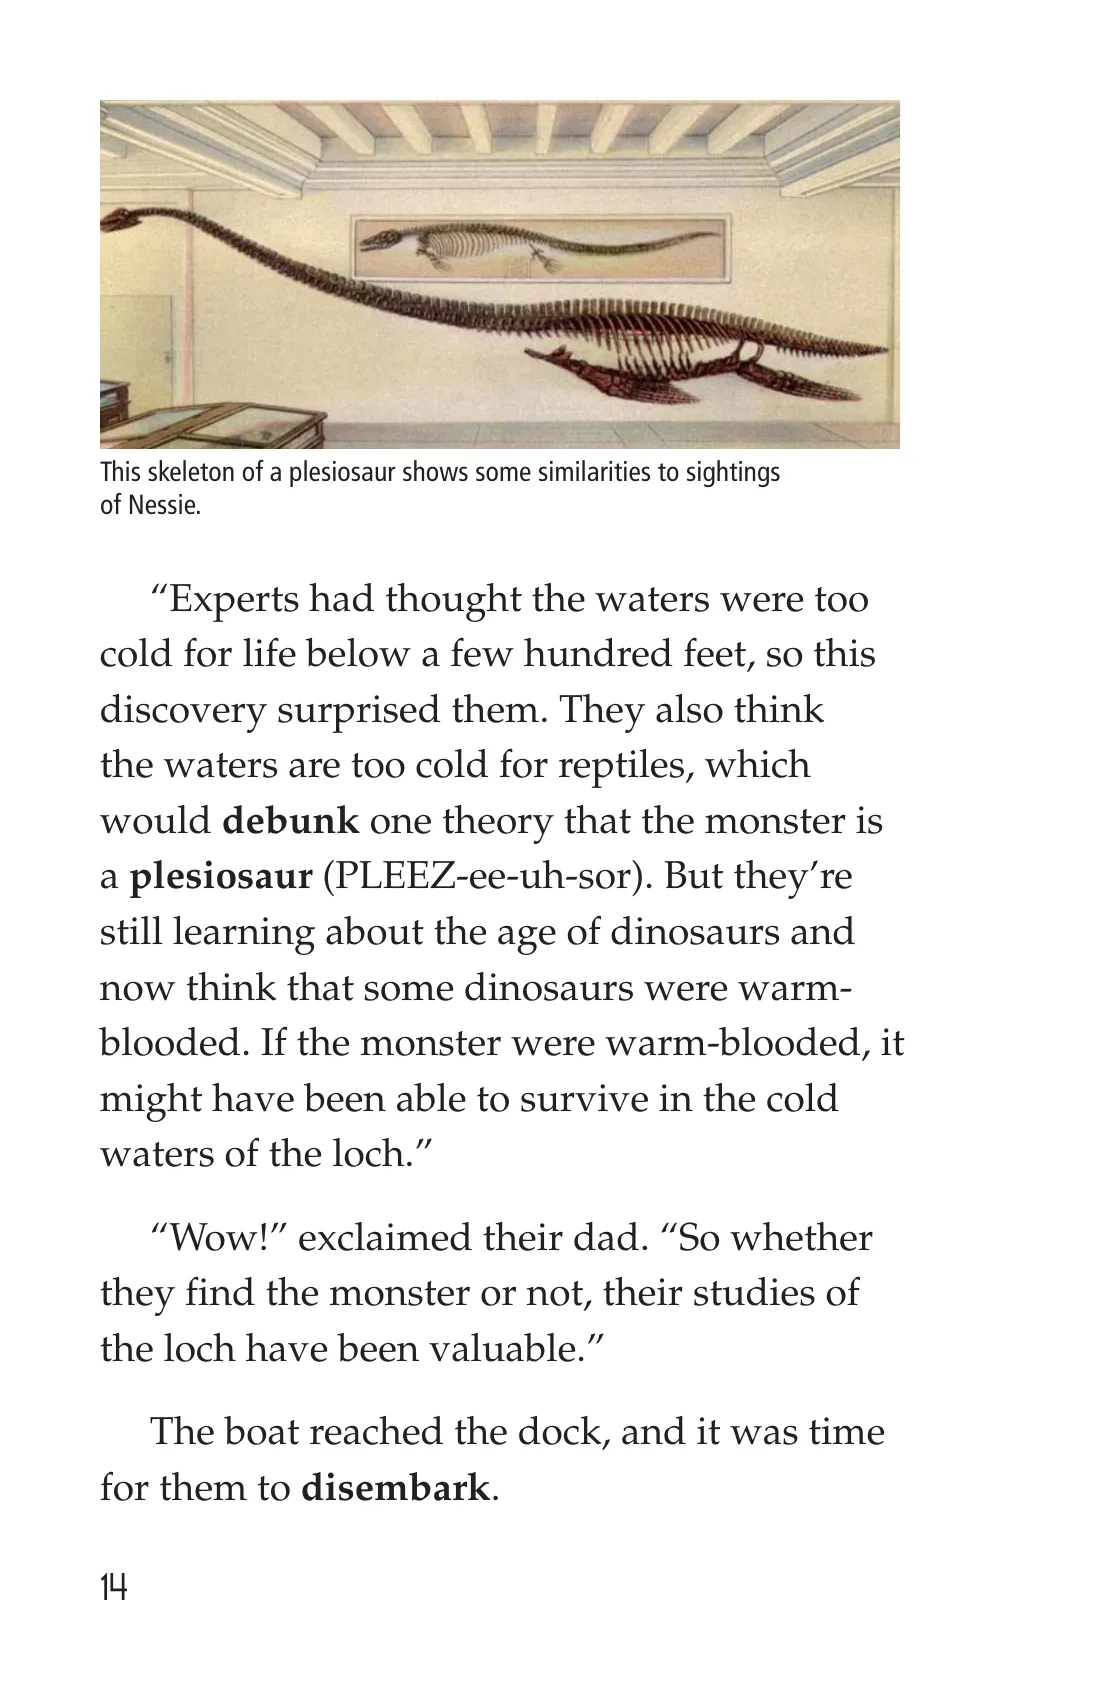 This skeleton of a plesiosaur shows some similarities to sightings
of Nessie.
“Experts had thought the waters were too
cold for life below a few hundred feet, so this
discovery surprised them. They also think
the waters are too cold for reptiles, which
would debunk one theory that the monster is
a plesiosaur (PLEEZ-ee-uh-sor). But they’re
still learning about the age of dinosaurs and
now think that some dinosaurs were warm-
blooded. If the monster were warm-blooded, it
might have been able to survive in the cold
waters of the loch.”
“Wow!” exclaimed their dad. “So whether
they find the monster or not, their studies of
the loch have been valuable.”
The boat reached the dock, and it was time
for them to disembark.
14